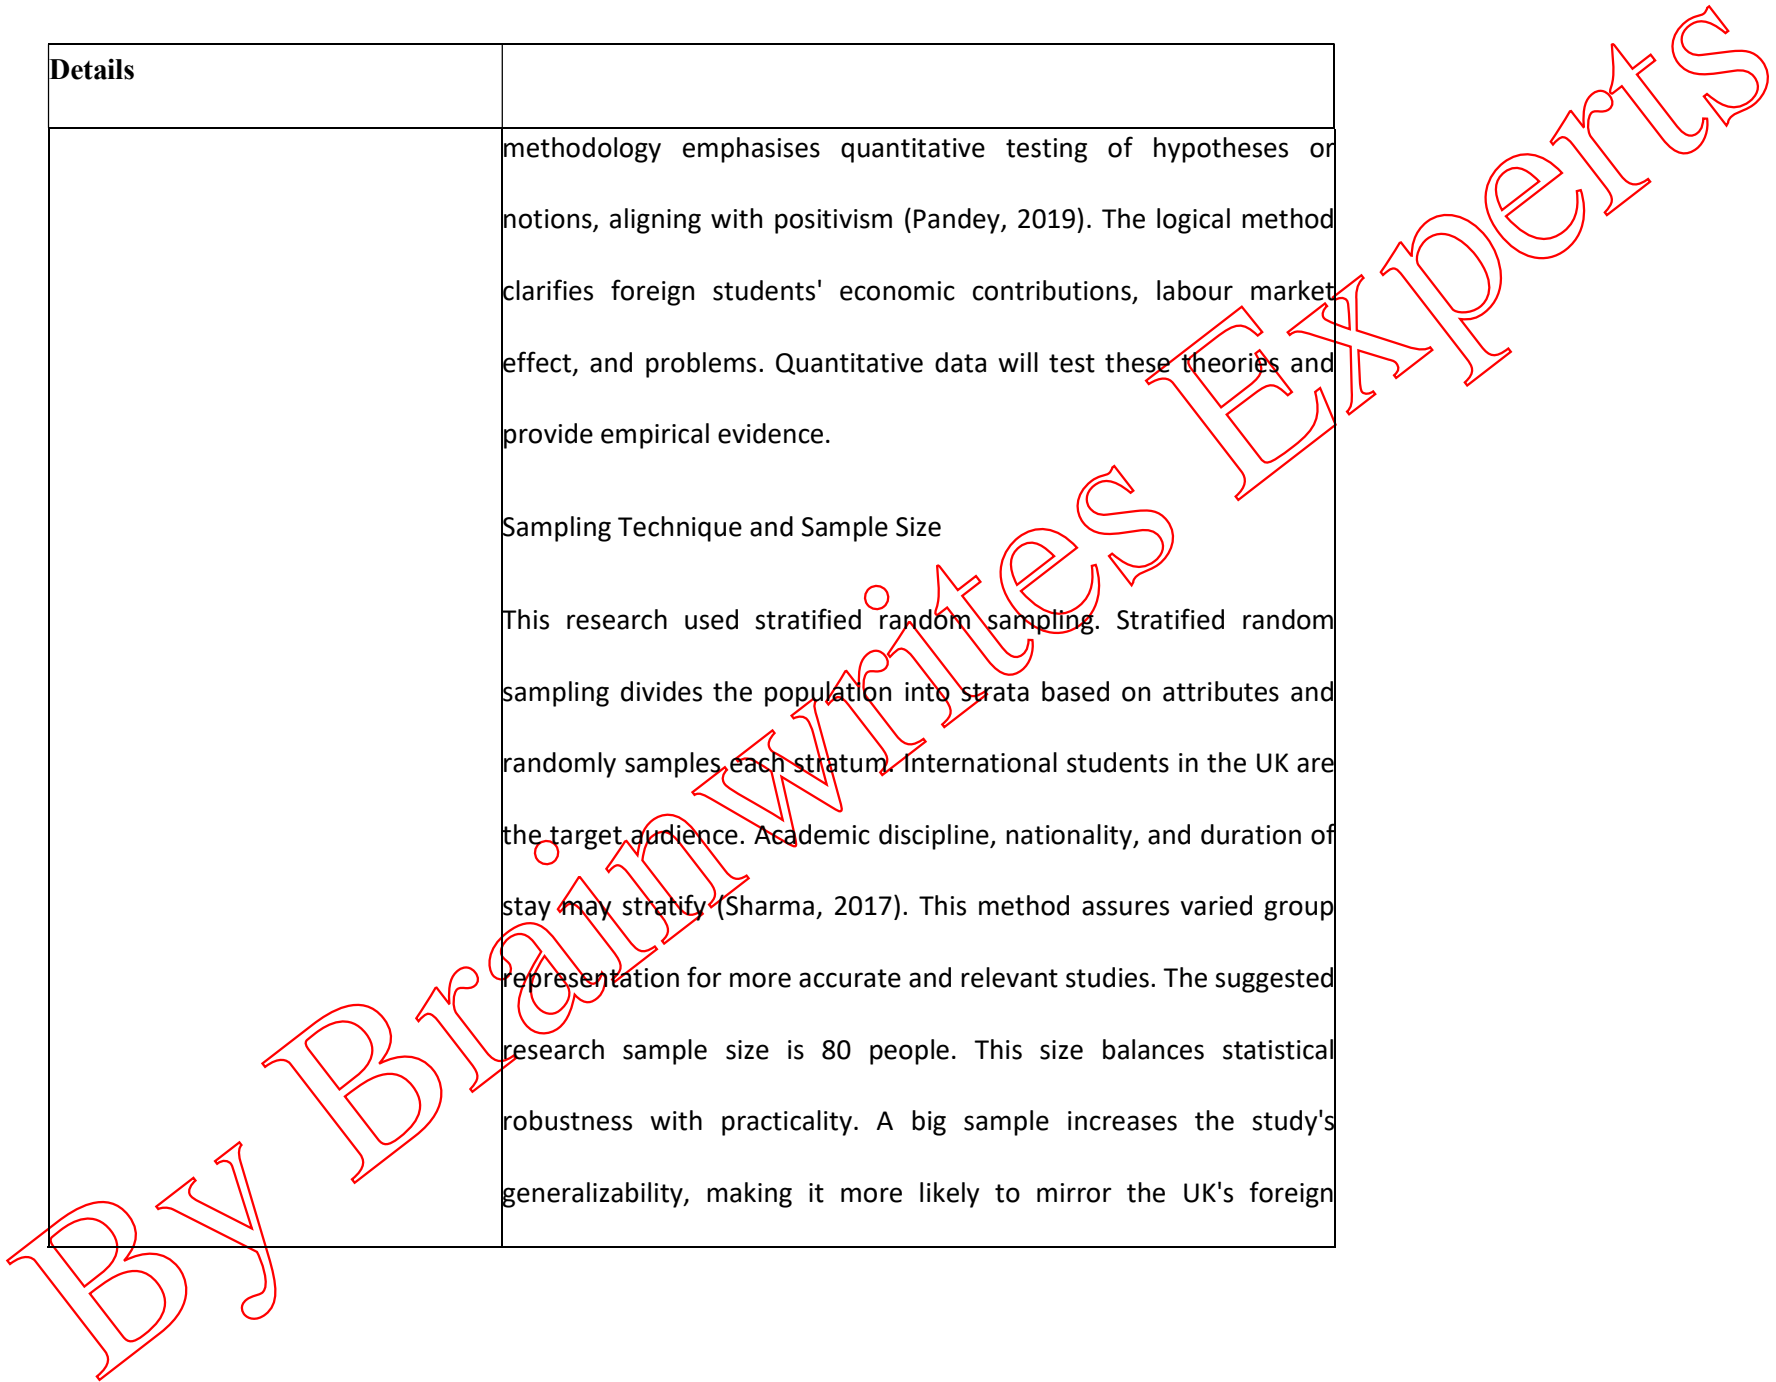 Details
methodology emphasises quantitative testing of hypotheses or
notions, aligning with positivism (Pandey, 2019). The logical method
clarifies foreign students' economic contributions, labour market
effect, and problems. Quantitative data will test these theories and
provide empirical evidence.
Sampling Technique and Sample Size
This research used stratified random sampling. Stratified random
sampling divides the population into strata based on attributes and
randomly samples each stratum. International students in the UK are
the target audience. Academic discipline, nationality, and duration of
stay may stratify (Sharma, 2017). This method assures varied group
representation for more accurate and relevant studies. The suggested
research sample size is 80 people. This size balances statistical
robustness with practicality. A big sample increases the study's
generalizability, making it more likely to mirror the UK's foreign
By Brainwrites Experts